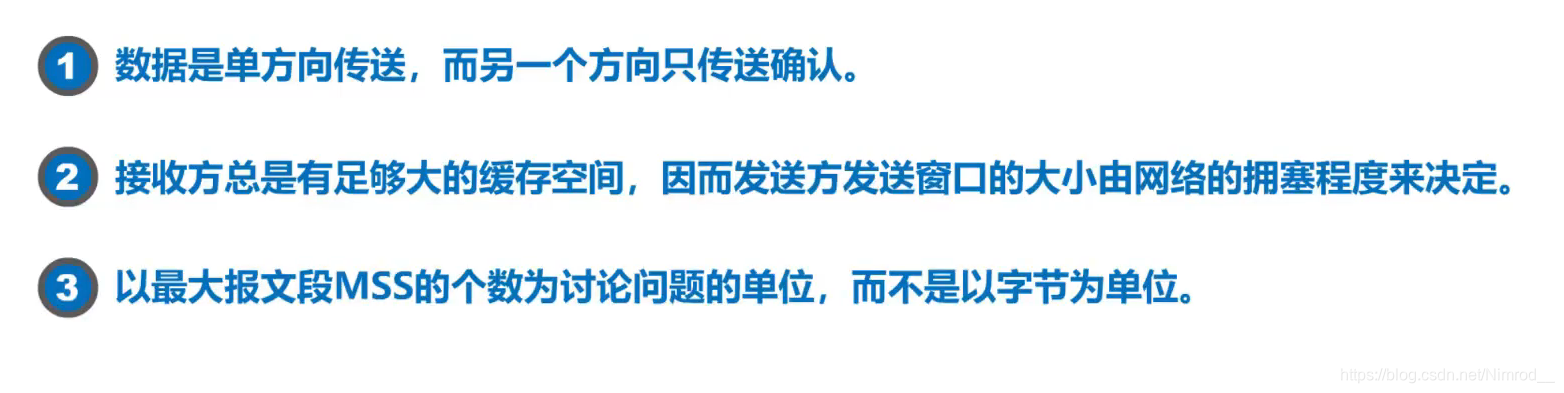 1 数据是单方向传送，而另一个方向只传送确认。
2 接收方总是有足够大的缓存空间，因而发送方发送窗口的大小由网络的拥塞程度来决定。
3 以最大报文段MSS的个数为讨论问题的单位，而不是以字节为单位。
https://blog.csdn.net/Nimrod__